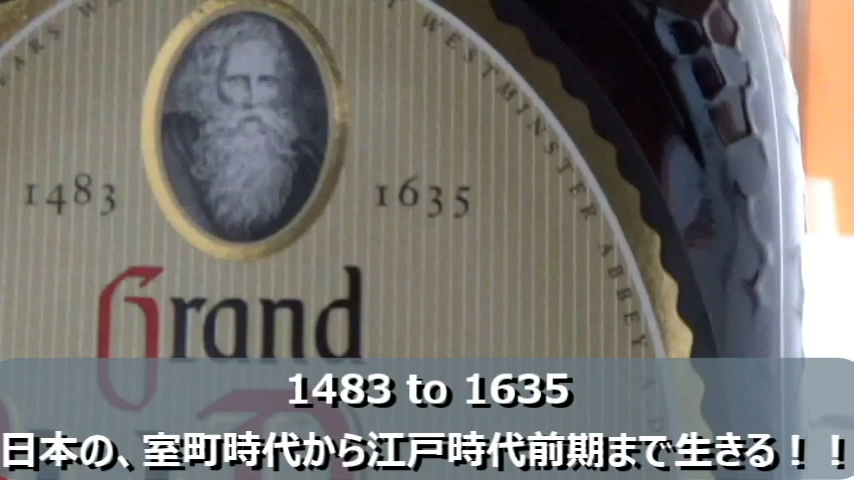 WESTMINSTER ABBEY A.D
1483
1635
Grand
1483 to 1635
日本の、室町時代から江戸時代前期まで生きる！！